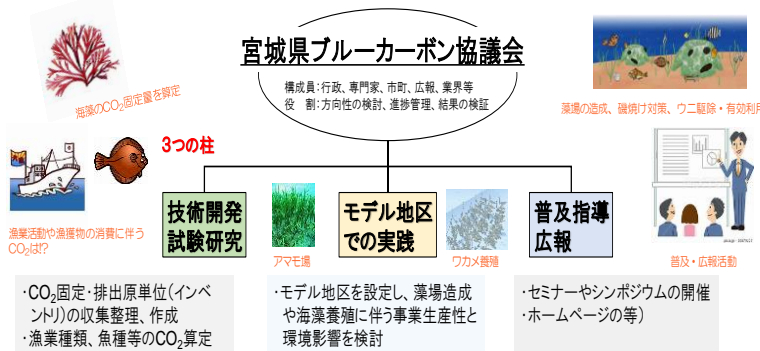 宮城県ブルーカーボン協議会
構成員：行政、専門家、市町、広報、業界等
役　割：方向性の検討、進捗管理、結果の検証
海藻のCO₂固定量を算定
藻場の造成、磯焼け対策、ウニ駆除・有効利用
3つの柱
漁業活動や漁獲物の消費に伴う
CO₂は!?
技術開発
試験研究
アマモ場
モデル地区
での実践
ワカメ養殖
普及指導
広報
普及・広報活動
・CO₂固定・排出原単位（インベ
ントリ）の収集整理、作成
・漁業種類、魚種等のCO₂算定
・モデル地区を設定し、藻場造成
や海藻養殖に伴う事業生産性と
環境影響を検討
・セミナーやシンポジウムの開催
・ホームページの等）